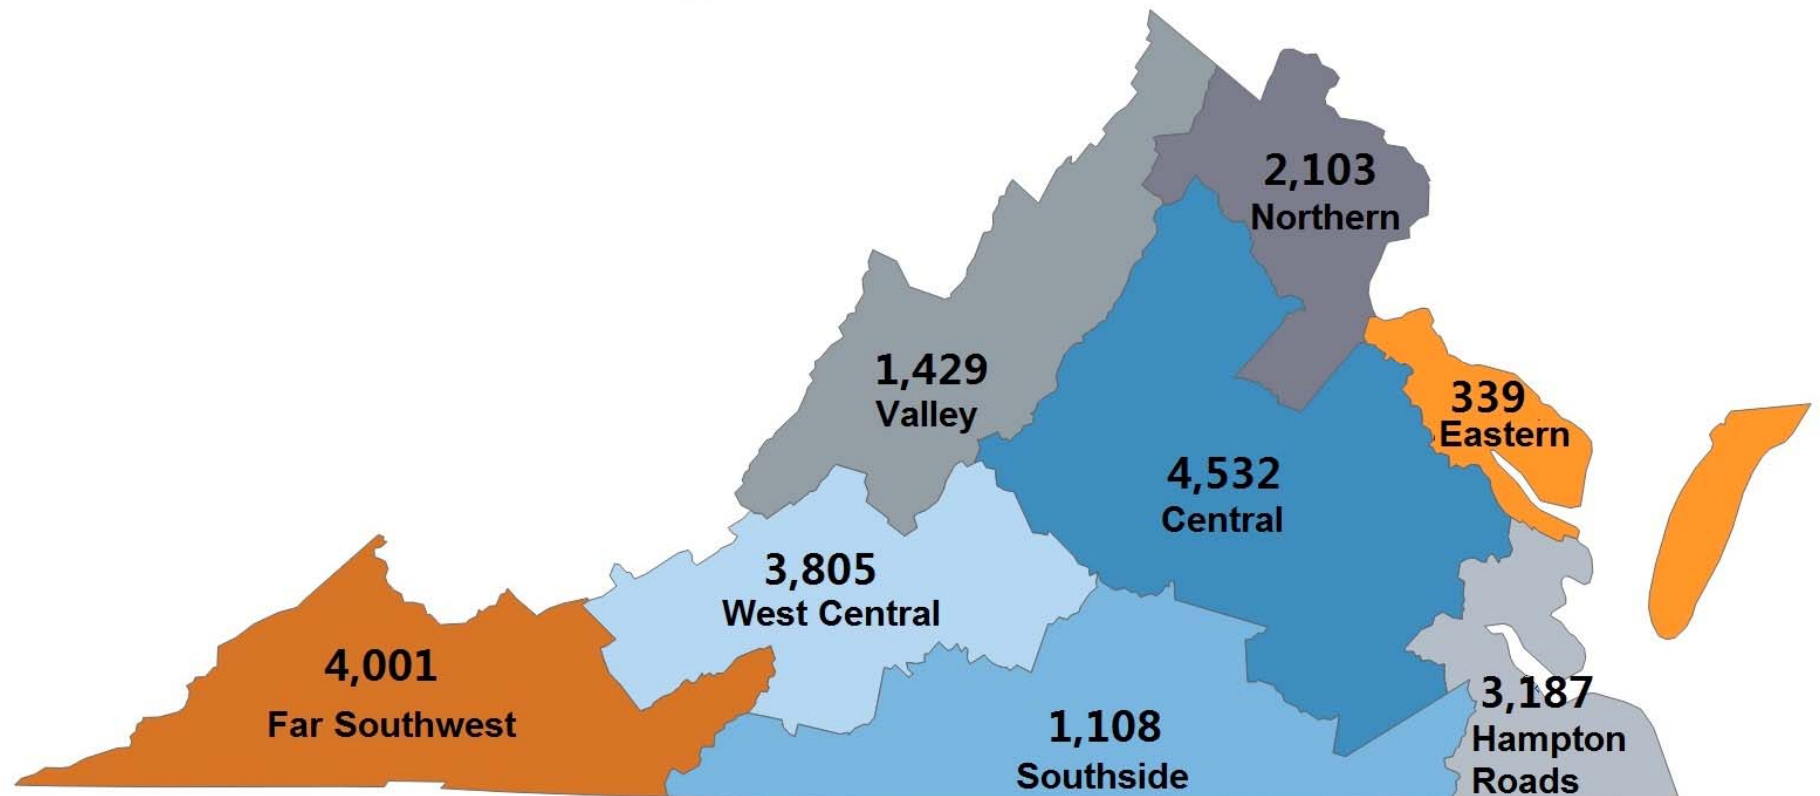 2,103
Northern
1,429
Valley
339
Eastern
4,532
Central
3,805
West Central
4,001
Far Southwest
1,108
Southside
3,187
Hampton
Roads